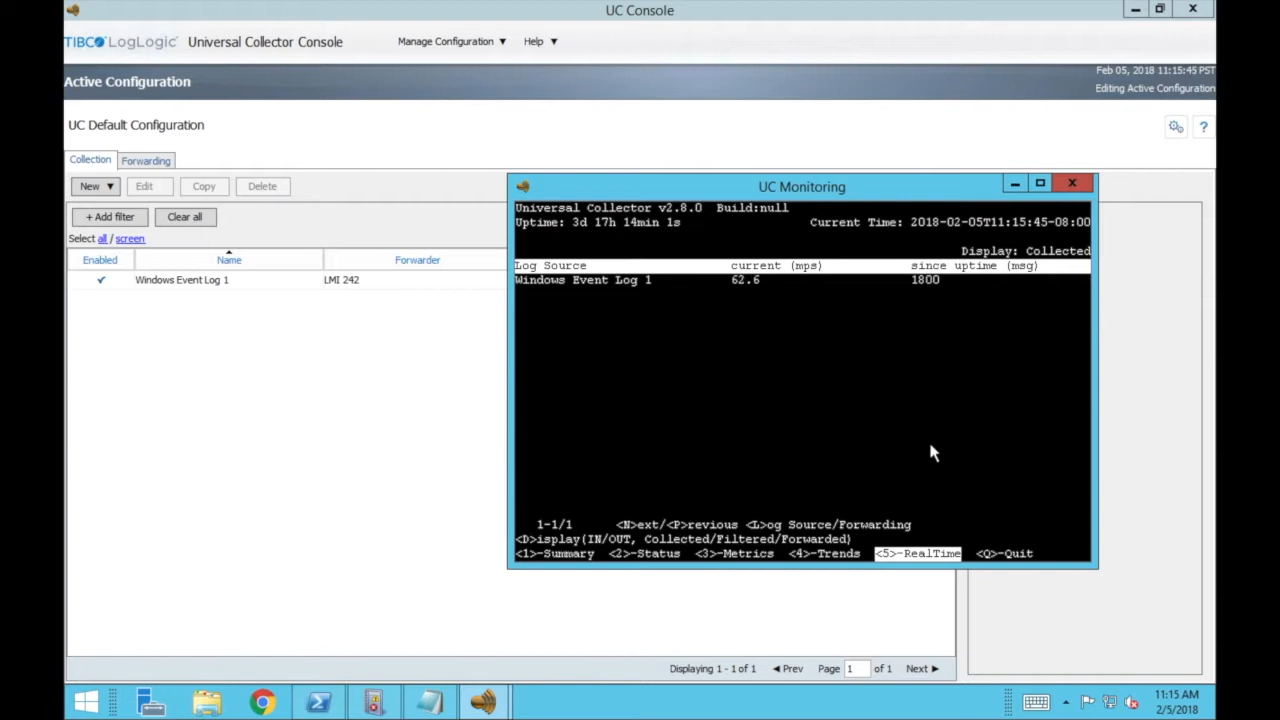 UC Console
TIBCO LogLogic Universal Collector Console Manage Configuration Help
Feb 05, 2018 11:15:45 PST
Active Configuration
Editing Active Configuration
UC Default Configuration
?
Collection Forwarding
New Edit Copy Delete
+ Add filter Clear all
Select all / screen
Enabled Name Forwarder
Windows Event Log 1 LMI 242
UC Monitoring
Universal Collector v2.8.0 Build:null
Uptime: 3d 17h 14min 1s Current Time: 2018-02-05T11:15:45-08:00
Display: Collected
Log Source current (mps) since uptime (msg)
Windows Event Log 1 62.6 1800
1-1/1 <N>ext/<P>revious <L>og Source/Forwarding
<D>isplay(IN/OUT, Collected/Filtered/Forwarded)
<1>-Summary <2>-Status <3>-Metrics <4>-Trends <5>-RealTime <Q>-Quit
Displaying 1 - 1 of 1 Prev Page 1 of 1 Next
11:15 AM
2/5/2018